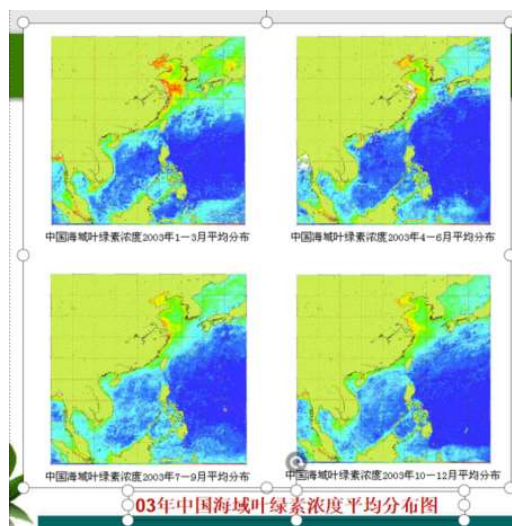 中国海域叶绿素浓度2003年1—3月平均分布
中国海域叶绿素浓度2003年4—6月平均分布
中国海域叶绿素浓度2003年7—9月平均分布
中国海域叶绿素浓度2003年10—12月平均分布
03年中国海域叶绿素浓度平均分布图